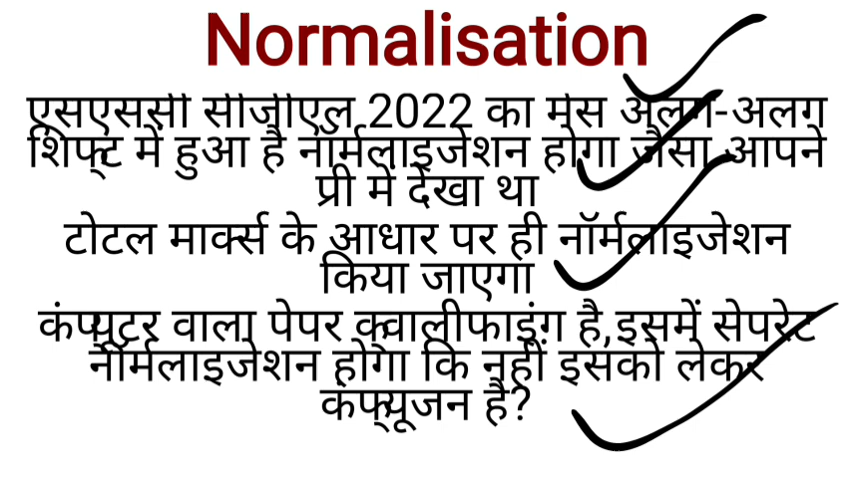 Normalisation
एसएससी सीजीएल 2022 का मेंस अलग-अलग
शिफ्ट में हुआ है नॉर्मलाइजेशन होगा जैसा आपने
प्री में देखा था
टोटल मार्क्स के आधार पर ही नॉर्मलाइजेशन
किया जाएगा
कंप्यूटर वाला पेपर क्वालीफाइंग है,इसमें सेपरेट
नॉर्मलाइजेशन होगा कि नहीं इसको लेकर
कंफ्यूजन है?